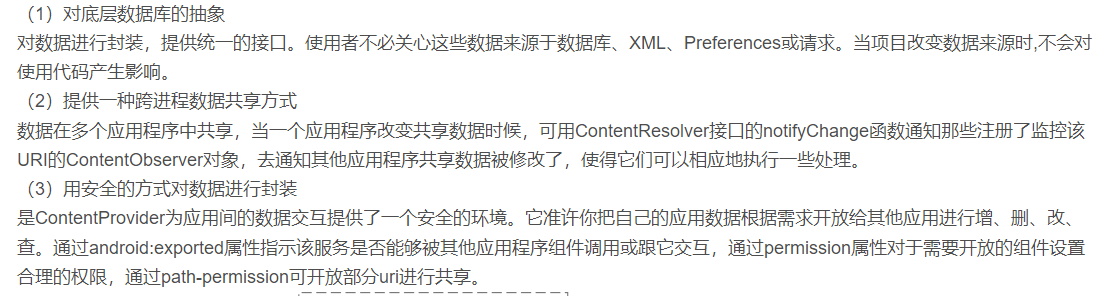 （1）对底层数据库的抽象
对数据进行封装，提供统一的接口。使用者不必关心这些数据来源于数据库、XML、Preferences或请求。当项目改变数据来源时,不会对
使用代码产生影响。
（2）提供一种跨进程数据共享方式
数据在多个应用程序中共享，当一个应用程序改变共享数据时候，可用ContentResolver接口的notifyChange函数通知那些注册了监控该
URI的ContentObserver对象，去通知其他应用程序共享数据被修改了，使得它们可以相应地执行一些处理。
（3）用安全的方式对数据进行封装
是ContentProvider为应用间的数据交互提供了一个安全的环境。它准许你把自己的应用数据根据需求开放给其他应用进行增、删、改、
查。通过android:exported属性指示该服务是否能够被其他应用程序组件调用或跟它交互，通过permission属性对于需要开放的组件设置
合理的权限，通过path-permission可开放部分uri进行共享。